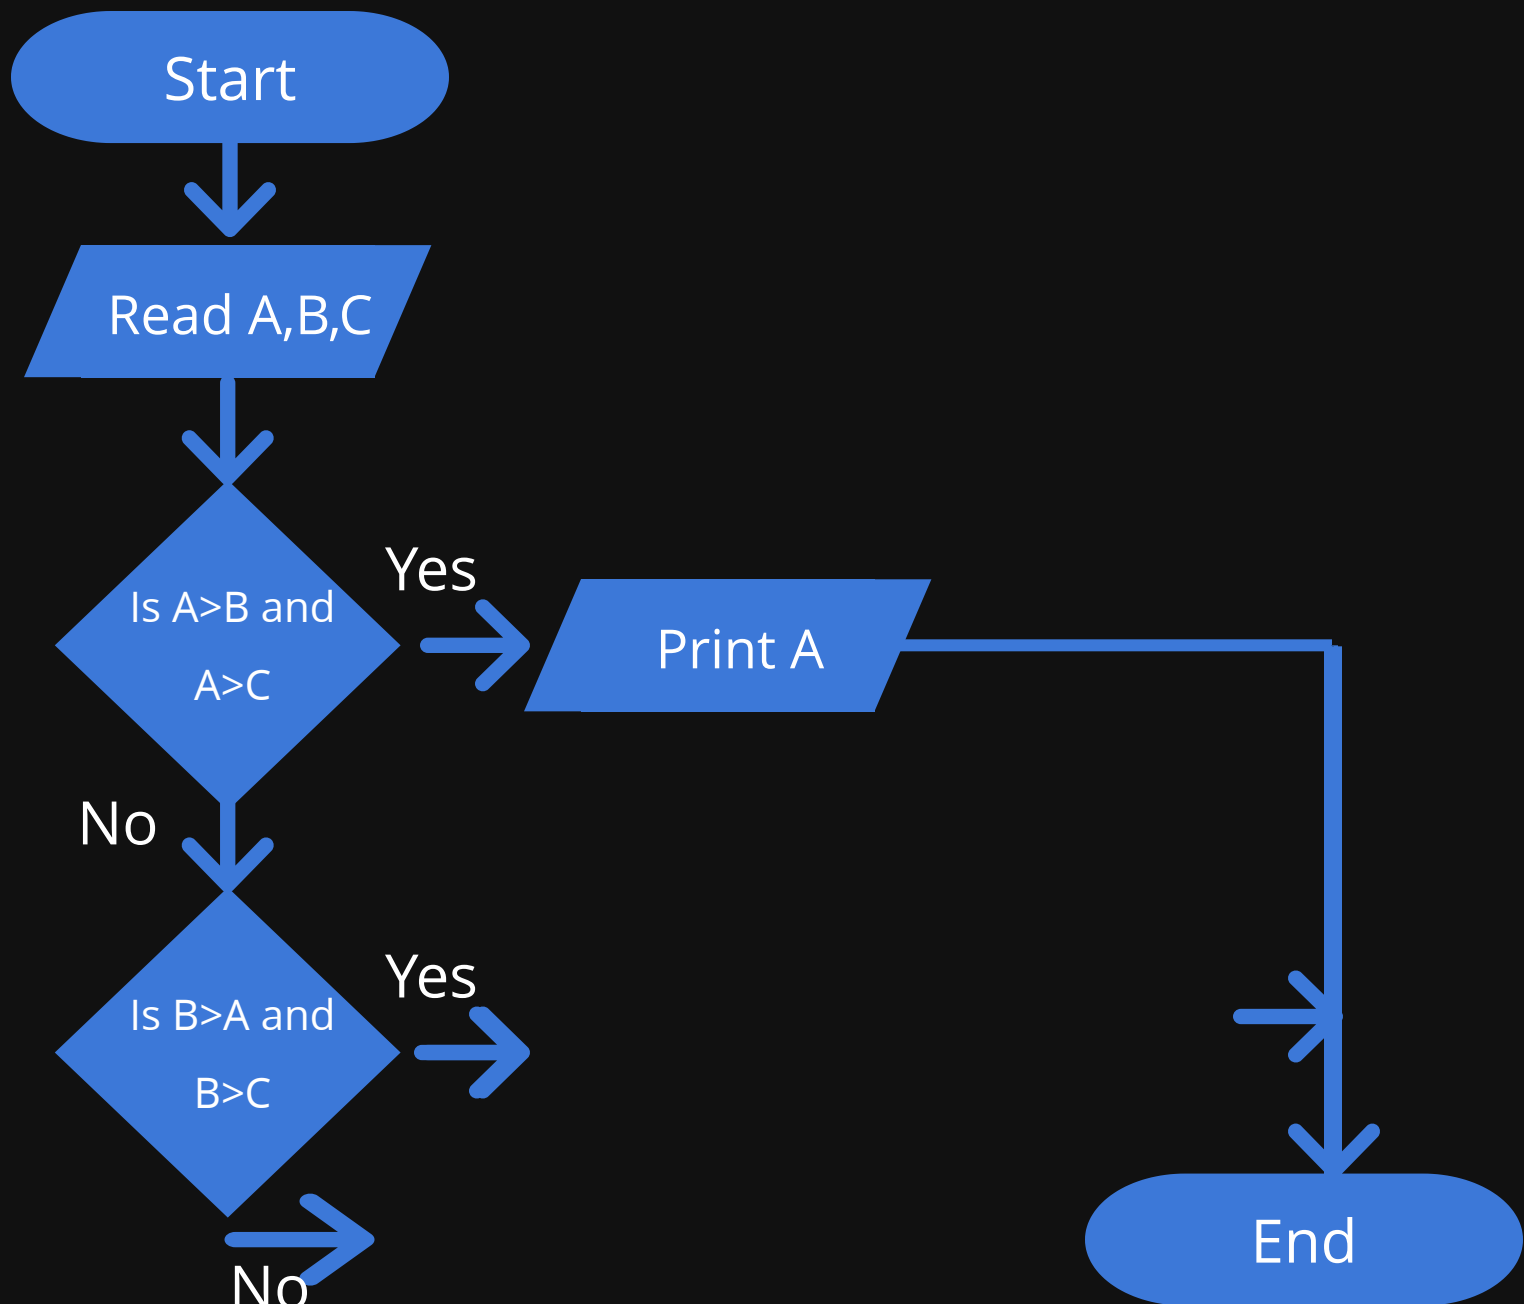 Start
Read A,B,C
Is A>B and
A>C
Yes
Print A
No
Is B>A and
B>C
Yes
No
End